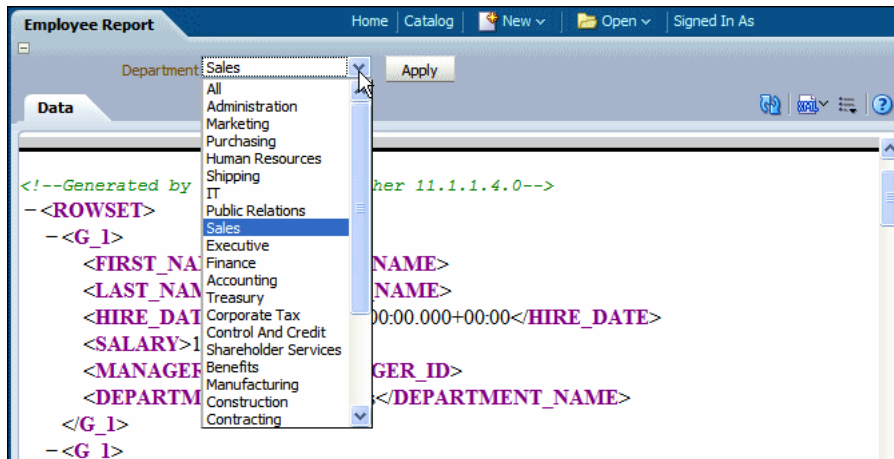 Employee Report Home Catalog New Open Signed In As
Department Sales Apply
All
Data
Administration
Marketing
Purchasing
Human Resources
Shipping
IT
Public Relations
Sales
Executive
Finance
Accounting
Treasury
Corporate Tax
Control And Credit
Shareholder Services
Benefits
Manufacturing
Construction
Contracting
<!--Generated by her 11.1.1.4.0-->
−<ROWSET>
−<G_1>
<FIRST_NA NAME>
<LAST_NAM _NAME>
<HIRE_DAT 00:00.000+00:00</HIRE_DATE>
<SALARY>1
<MANAGER GER_ID>
<DEPARTM s</DEPARTMENT_NAME>
</G_1>
−<G_1>